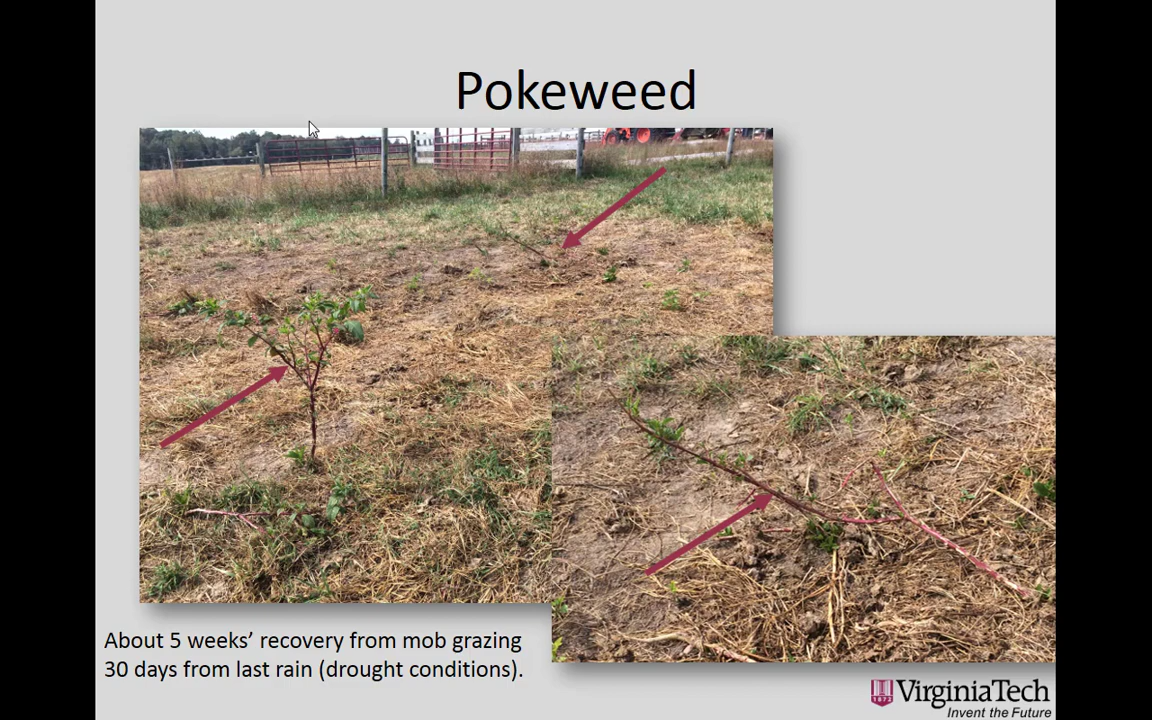 Pokeweed
About 5 weeks’ recovery from mob grazing
30 days from last rain (drought conditions).
1872
VirginiaTech
Invent the Future